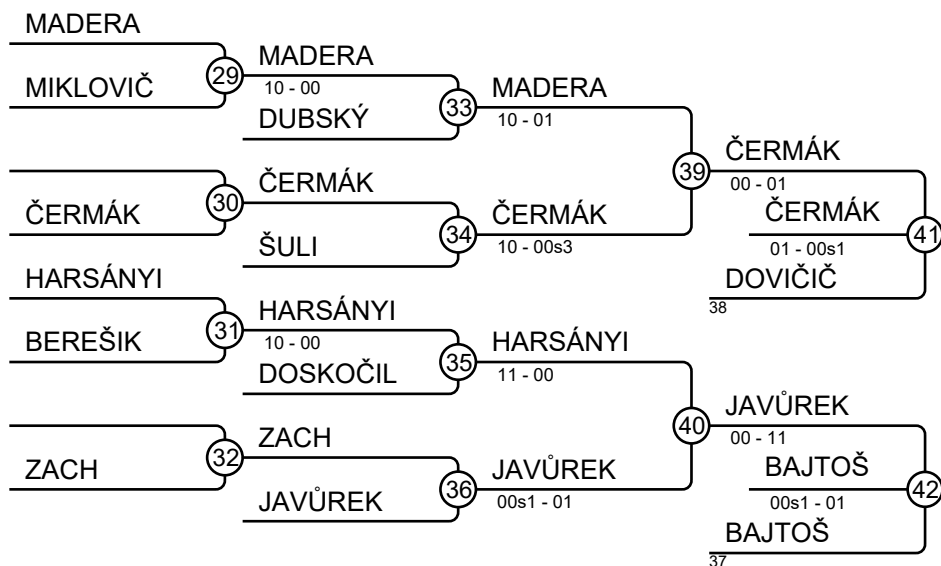 MADERA
29
MIKLOVIČ
MADERA
10 - 00
33
DUBSKÝ
MADERA
10 - 01
39
30
ČERMÁK
ČERMÁK
34
ŠULI
ČERMÁK
10 - 00s3
ČERMÁK
00 - 01
ČERMÁK
01 - 00s1
41
DOVIČIČ
38
HARSÁNYI
31
BEREŠIK
HARSÁNYI
10 - 00
35
DOSKOČIL
HARSÁNYI
11 - 00
40
32
ZACH
ZACH
36
JAVŮREK
JAVŮREK
00s1 - 01
JAVŮREK
00 - 11
BAJTOŠ
00s1 - 01
42
BAJTOŠ
37